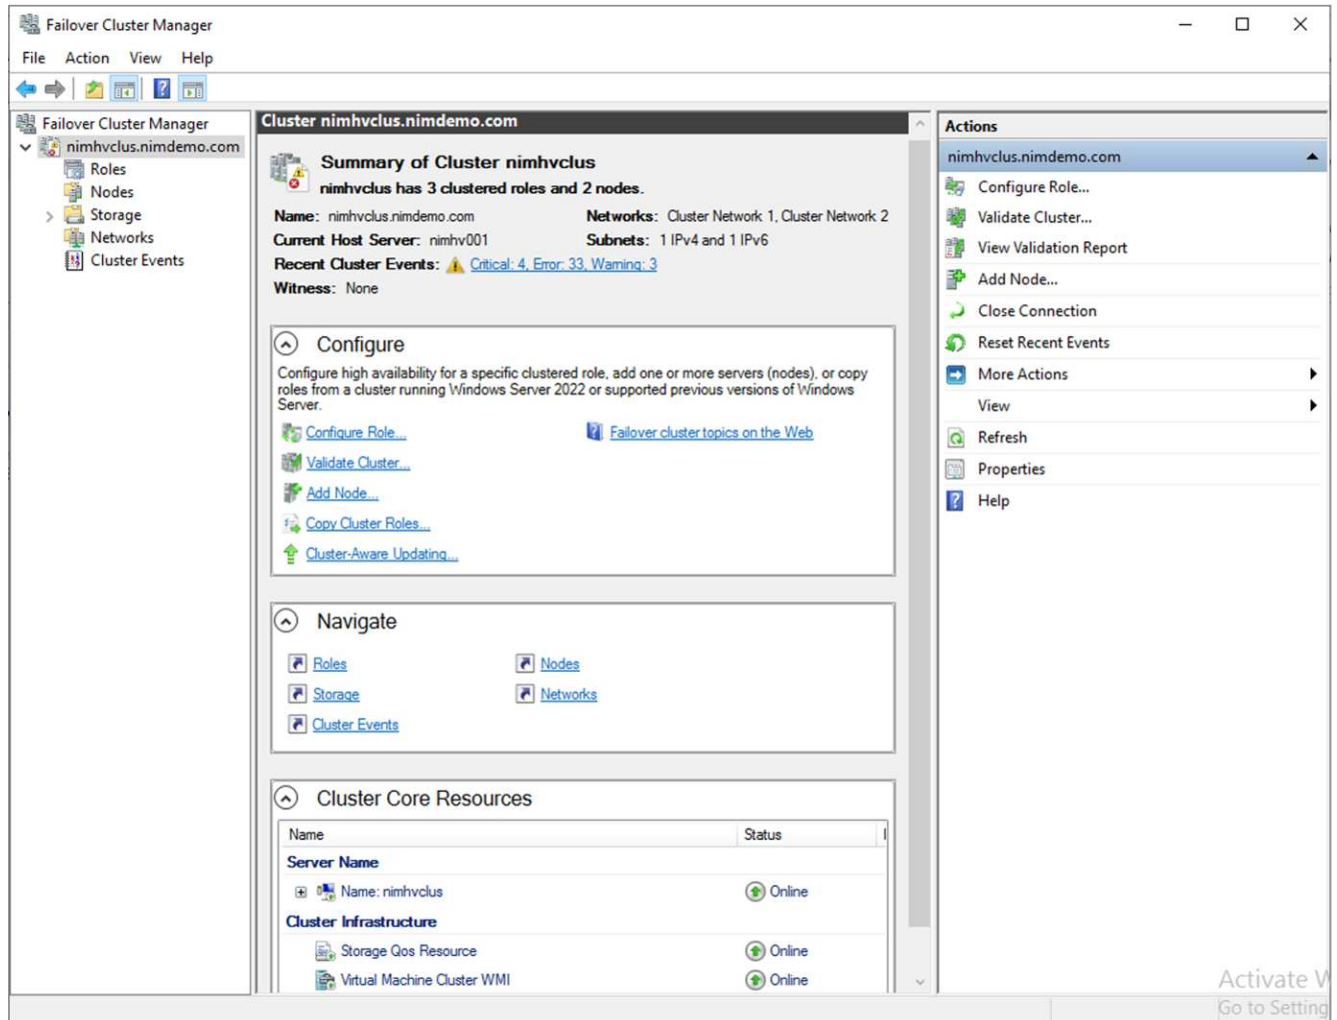 Failover Cluster Manager
File Action View Help
Failover Cluster Manager
nimhvclus.nimdemo.com
Roles
Nodes
Storage
Networks
Cluster Events
Cluster nimhvclus.nimdemo.com
Summary of Cluster nimhvclus
nimhvclus has 3 clustered roles and 2 nodes.
Name: nimhvclus.nimdemo.com Networks: Cluster Network 1, Cluster Network 2
Current Host Server: nimhv001 Subnets: 1 IPv4 and 1 IPv6
Recent Cluster Events: Critical: 4, Error: 33, Warning: 3
Witness: None
Configure
Configure high availability for a specific clustered role, add one or more servers (nodes), or copy
roles from a cluster running Windows Server 2022 or supported previous versions of Windows
Server.
Configure Role... Failover cluster topics on the Web
Validate Cluster...
Add Node...
Copy Cluster Roles...
Cluster-Aware Updating...
Navigate
Roles Nodes
Storage Networks
Cluster Events
Cluster Core Resources
Name Status
Server Name
Name: nimhvclus Online
Cluster Infrastructure
Storage Qos Resource Online
Virtual Machine Cluster WMI Online
Actions
nimhvclus.nimdemo.com
Configure Role...
Validate Cluster...
View Validation Report
Add Node...
Close Connection
Reset Recent Events
More Actions
View
Refresh
Properties
Help
Activate W
Go to Setting